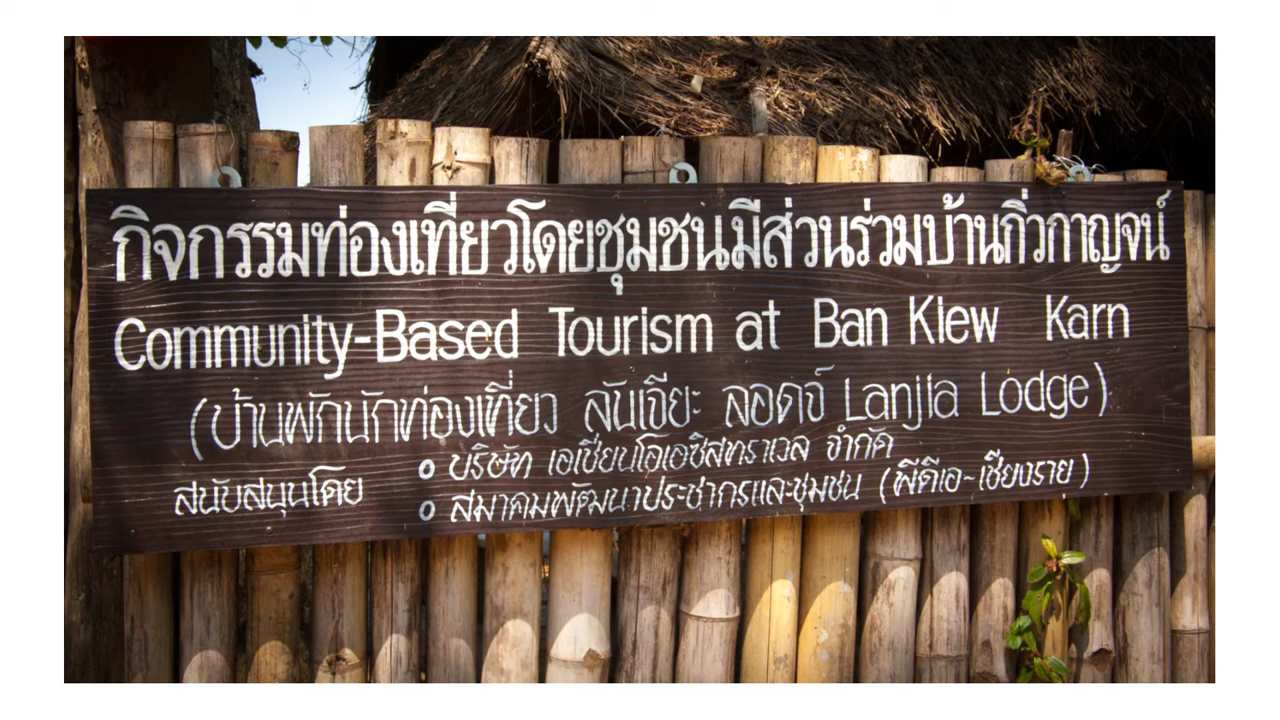 กิจกรรมท่องเที่ยวโดยชุมชนมีส่วนร่วมบ้านกิ่วกาญจน์
Community-Based Tourism at Ban Kiew Karn
(บ้านพักนักท่องเที่ยว ลันเจียะ ลอดจ์ Lanjia Lodge)
สนับสนุนโดย
o บริษัท เอเชียนโอเอซิสทราเวล จำกัด
o สมาคมพัฒนาประชากรและชุมชน (พีดีเอ-เชียงราย)